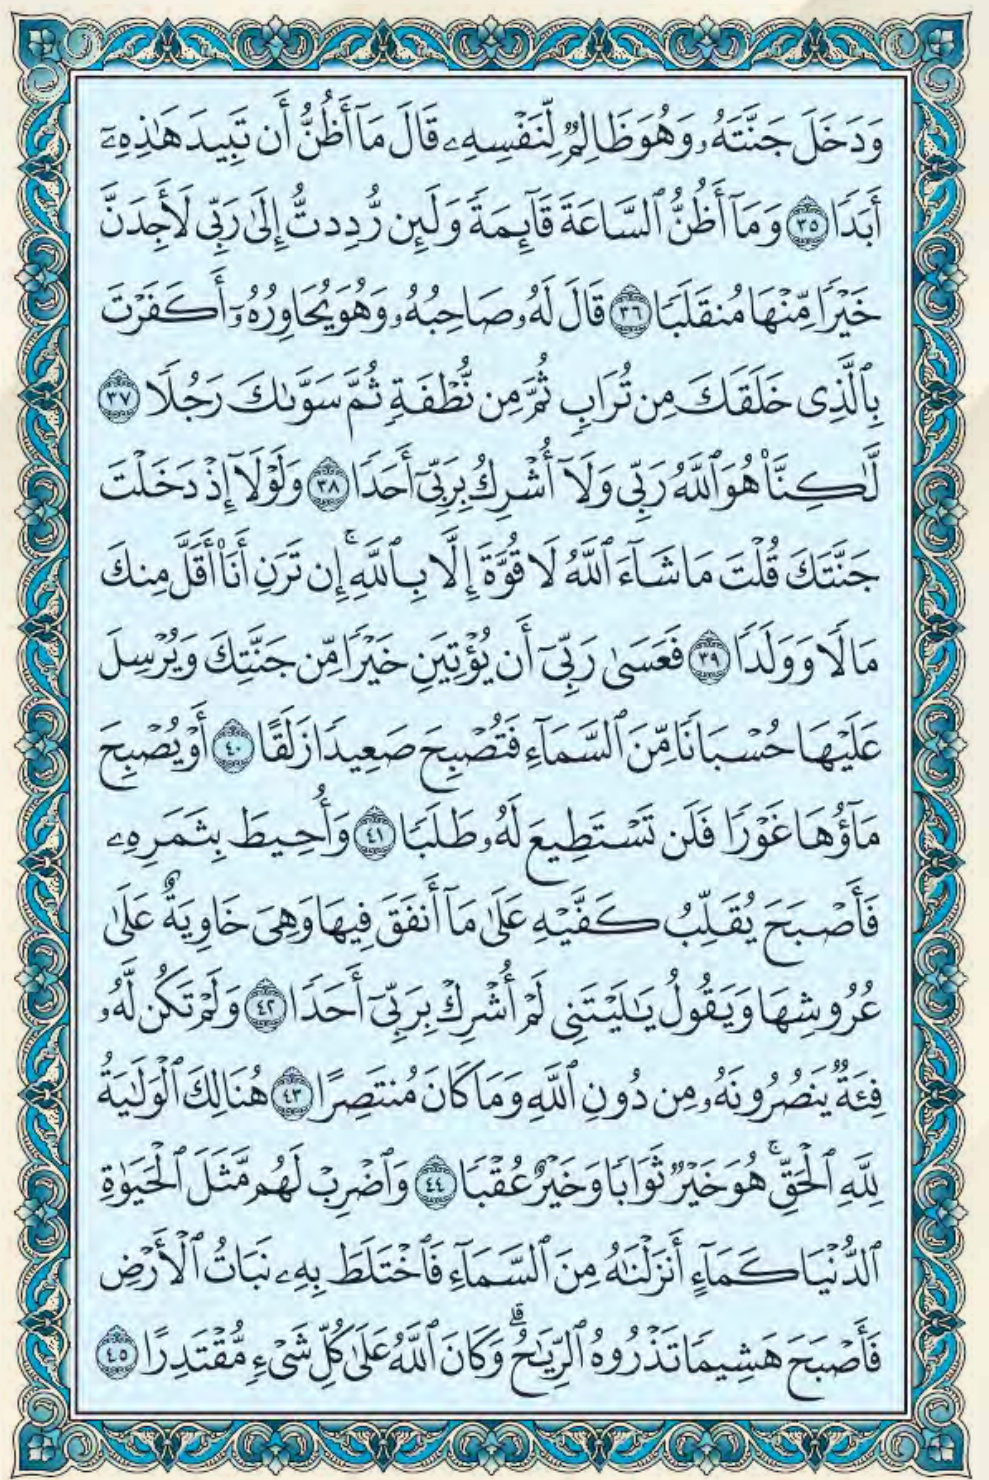 وَدَخَلَ جَنَّتَهُۥ وَهُوَ ظَالِمٌ لِّنَفْسِهِۦ قَالَ مَآ أَظُنُّ أَن تَبِيدَ هَٰذِهِۦٓ
أَبَدًا ٣٥ وَمَآ أَظُنُّ ٱلسَّاعَةَ قَآئِمَةً وَلَئِن رُّدِدتُّ إِلَىٰ رَبِّى لَأَجِدَنَّ
خَيْرًا مِّنْهَا مُنقَلَبًا ٣٦ قَالَ لَهُۥ صَاحِبُهُۥ وَهُوَ يُحَاوِرُهُۥٓ أَكَفَرْتَ
بِٱلَّذِى خَلَقَكَ مِن تُرَابٍ ثُمَّ مِن نُّطْفَةٍ ثُمَّ سَوَّىٰكَ رَجُلًا ٣٧
لَّٰكِنَّا۠ هُوَ ٱللَّهُ رَبِّى وَلَآ أُشْرِكُ بِرَبِّىٓ أَحَدًا ٣٨ وَلَوْلَآ إِذْ دَخَلْتَ
جَنَّتَكَ قُلْتَ مَا شَآءَ ٱللَّهُ لَا قُوَّةَ إِلَّا بِٱللَّهِ ۚ إِن تَرَنِ أَنَا۠ أَقَلَّ مِنكَ
مَالًا وَوَلَدًا ٣٩ فَعَسَىٰ رَبِّىٓ أَن يُؤْتِيَنِ خَيْرًا مِّن جَنَّتِكَ وَيُرْسِلَ
عَلَيْهَا حُسْبَانًا مِّنَ ٱلسَّمَآءِ فَتُصْبِحَ صَعِيدًا زَلَقًا ٤٠ أَوْ يُصْبِحَ
مَآؤُهَا غَوْرًا فَلَن تَسْتَطِيعَ لَهُۥ طَلَبًا ٤١ وَأُحِيطَ بِثَمَرِهِۦ
فَأَصْبَحَ يُقَلِّبُ كَفَّيْهِ عَلَىٰ مَآ أَنفَقَ فِيهَا وَهِىَ خَاوِيَةٌ عَلَىٰ
عُرُوشِهَا وَيَقُولُ يَٰلَيْتَنِى لَمْ أُشْرِكْ بِرَبِّىٓ أَحَدًا ٤٢ وَلَمْ تَكُن لَّهُۥ
فِئَةٌ يَنصُرُونَهُۥ مِن دُونِ ٱللَّهِ وَمَا كَانَ مُنتَصِرًا ٤٣ هُنَالِكَ ٱلْوَلَٰيَةُ
لِلَّهِ ٱلْحَقِّ ۚ هُوَ خَيْرٌ ثَوَابًا وَخَيْرٌ عُقْبًا ٤٤ وَٱضْرِبْ لَهُم مَّثَلَ ٱلْحَيَوٰةِ
ٱلدُّنْيَا كَمَآءٍ أَنزَلْنَٰهُ مِنَ ٱلسَّمَآءِ فَٱخْتَلَطَ بِهِۦ نَبَاتُ ٱلْأَرْضِ
فَأَصْبَحَ هَشِيمًا تَذْرُوهُ ٱلرِّيَٰحُ ۗ وَكَانَ ٱللَّهُ عَلَىٰ كُلِّ شَىْءٍ مُّقْتَدِرًا ٤٥